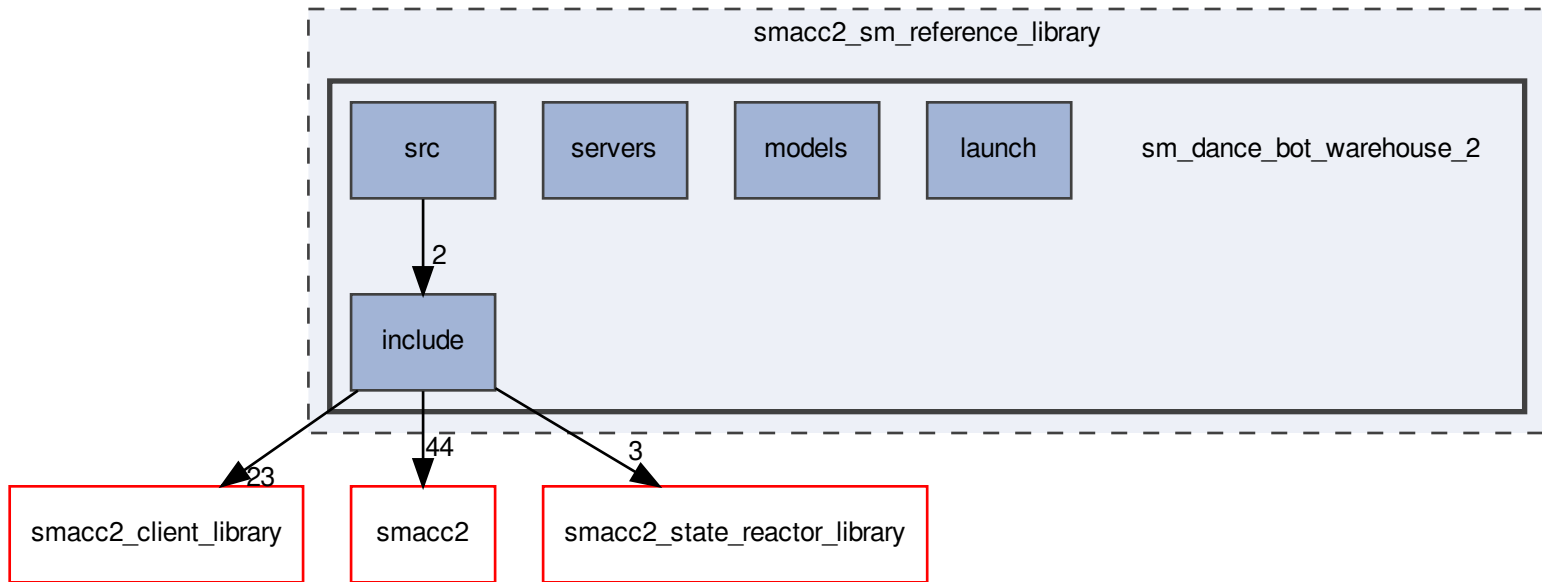 smacc2_sm_reference_library
src
servers
models
launch
sm_dance_bot_warehouse_2
2
include
23
44
3
smacc2_client_library
smacc2
smacc2_state_reactor_library